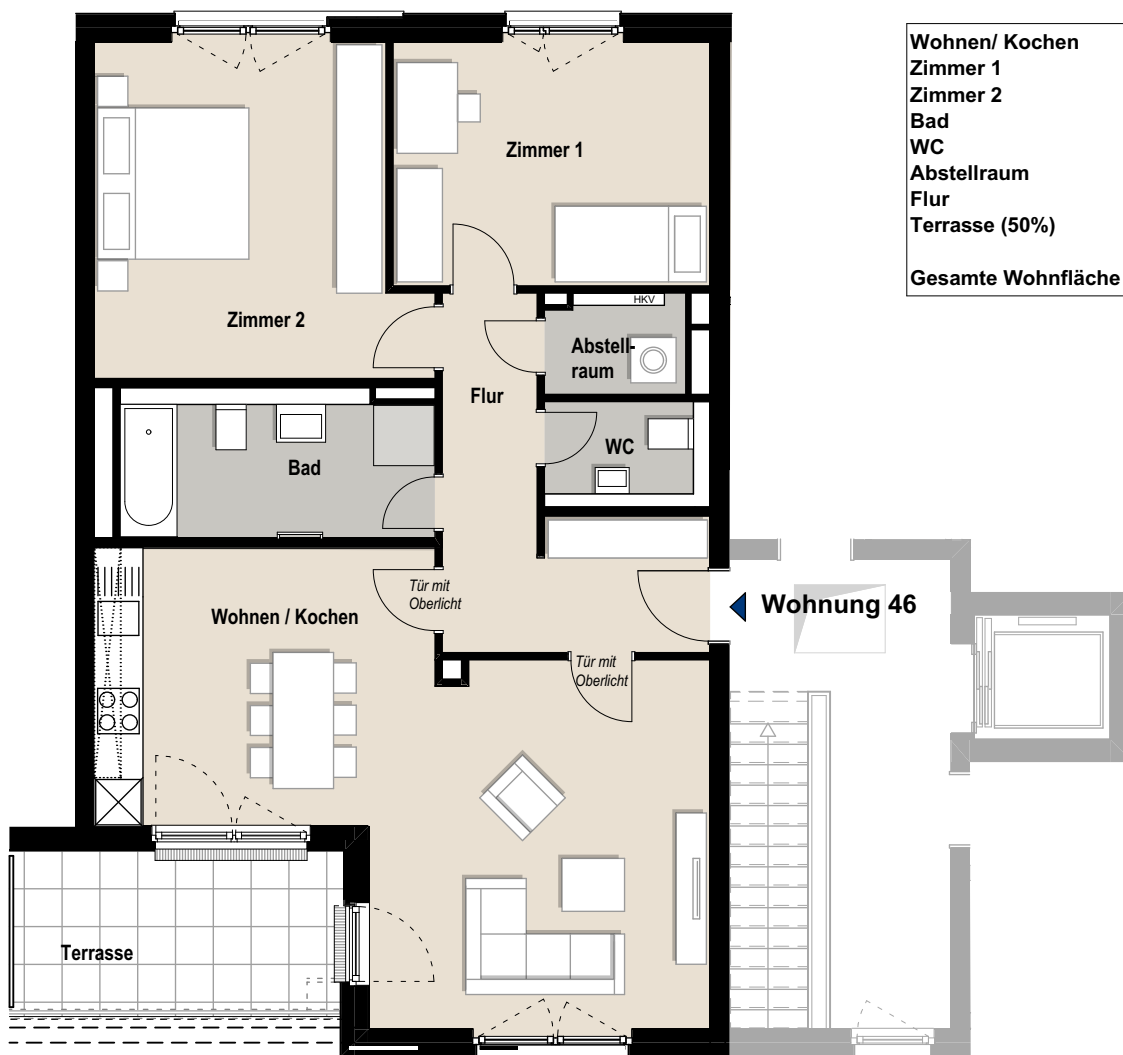 Wohnen/ Kochen
Zimmer 1
Zimmer 2
Bad
WC
Abstellraum
Flur
Terrasse (50%)
Gesamte Wohnfläche
Zimmer 1
Zimmer 2
HKV
Abstell-
raum
Flur
WC
Bad
Tür mit
Oberlicht
Wohnen / Kochen
Wohnung 46
Tür mit
Oberlicht
Terrasse